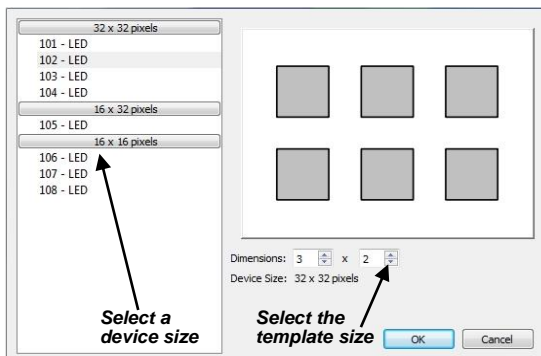 32 x 32 pixels
101 - LED
102 - LED
103 - LED
104 - LED
16 x 32 pixels
105 - LED
16 x 16 pixels
106 - LED
107 - LED
108 - LED
Dimensions: 3 x 2
Device Size: 32 x 32 pixels
Select a
device size
Select the
template size
OK
Cancel